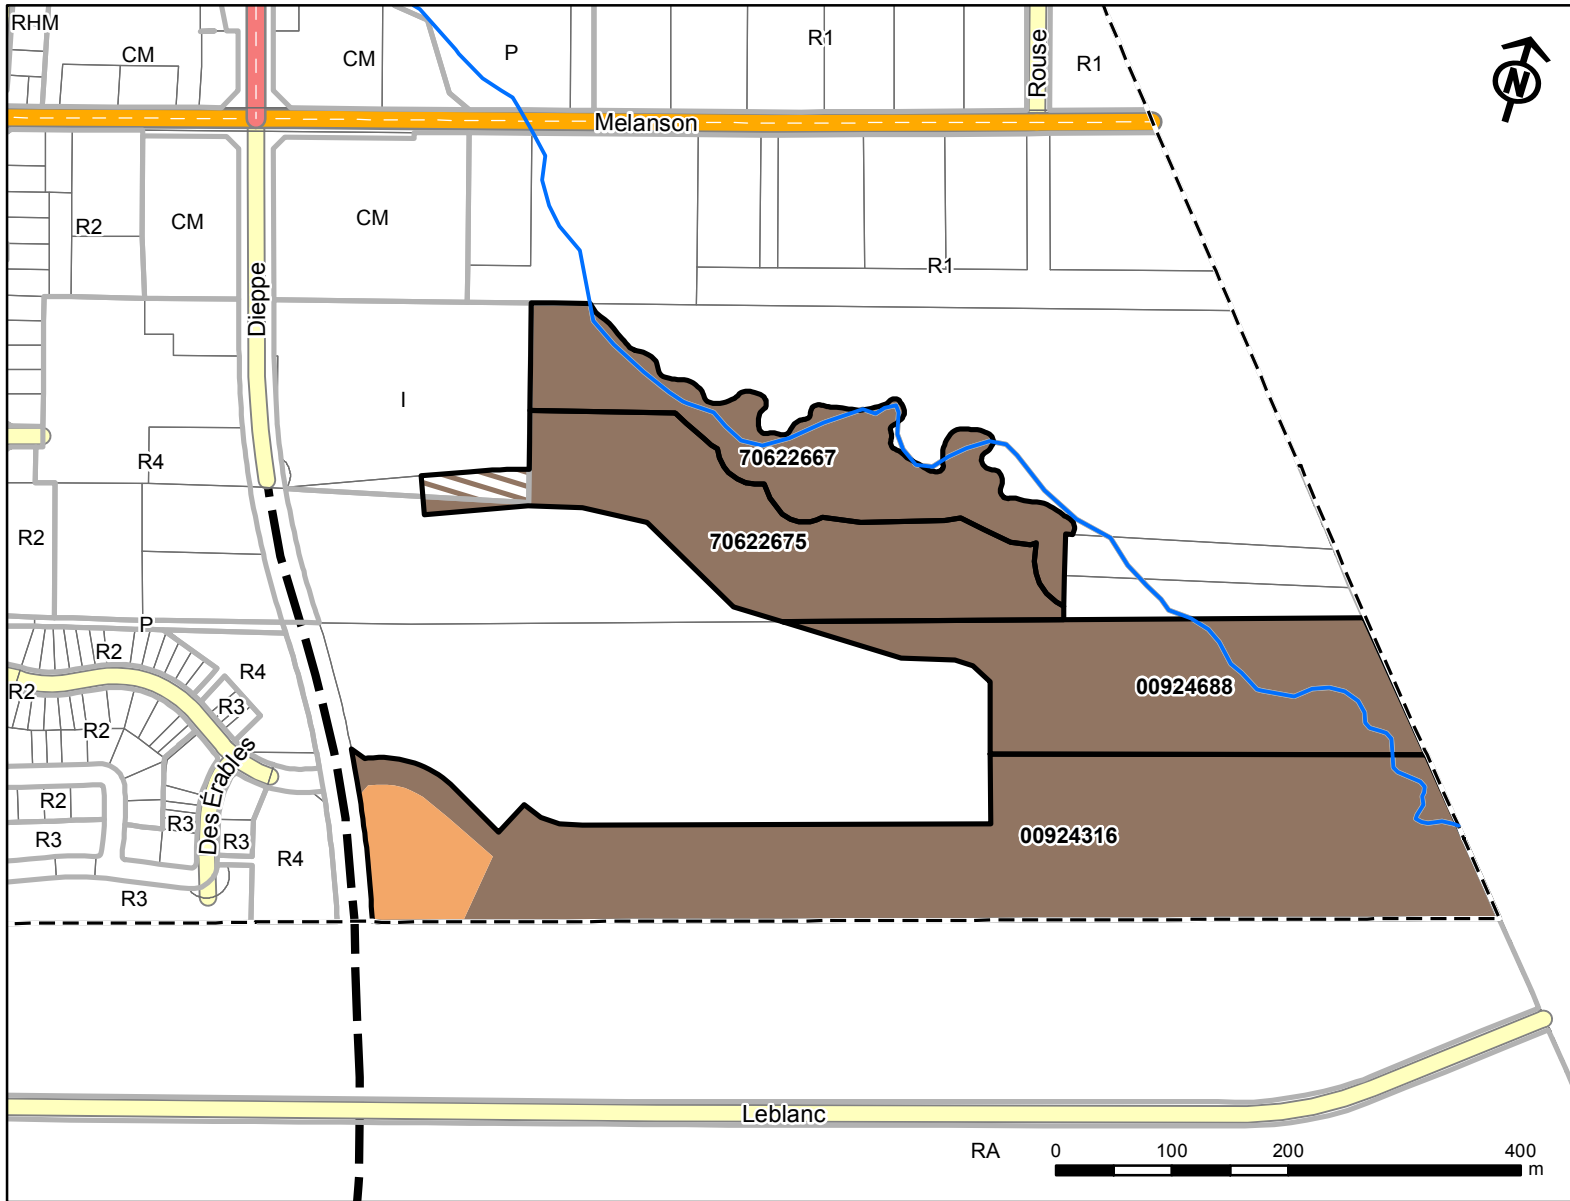 RHM
CM
CM
P
R1
Rouse
R1
N
Melanson
R2
CM
CM
R1
Dieppe
I
R4
70622667
R2
70622675
P
R2
R4
R2
R3
00924688
R2
Des Érables
R2
R3
R3
R3
R4
00924316
R3
Leblanc
RA
0 100 200 400
m